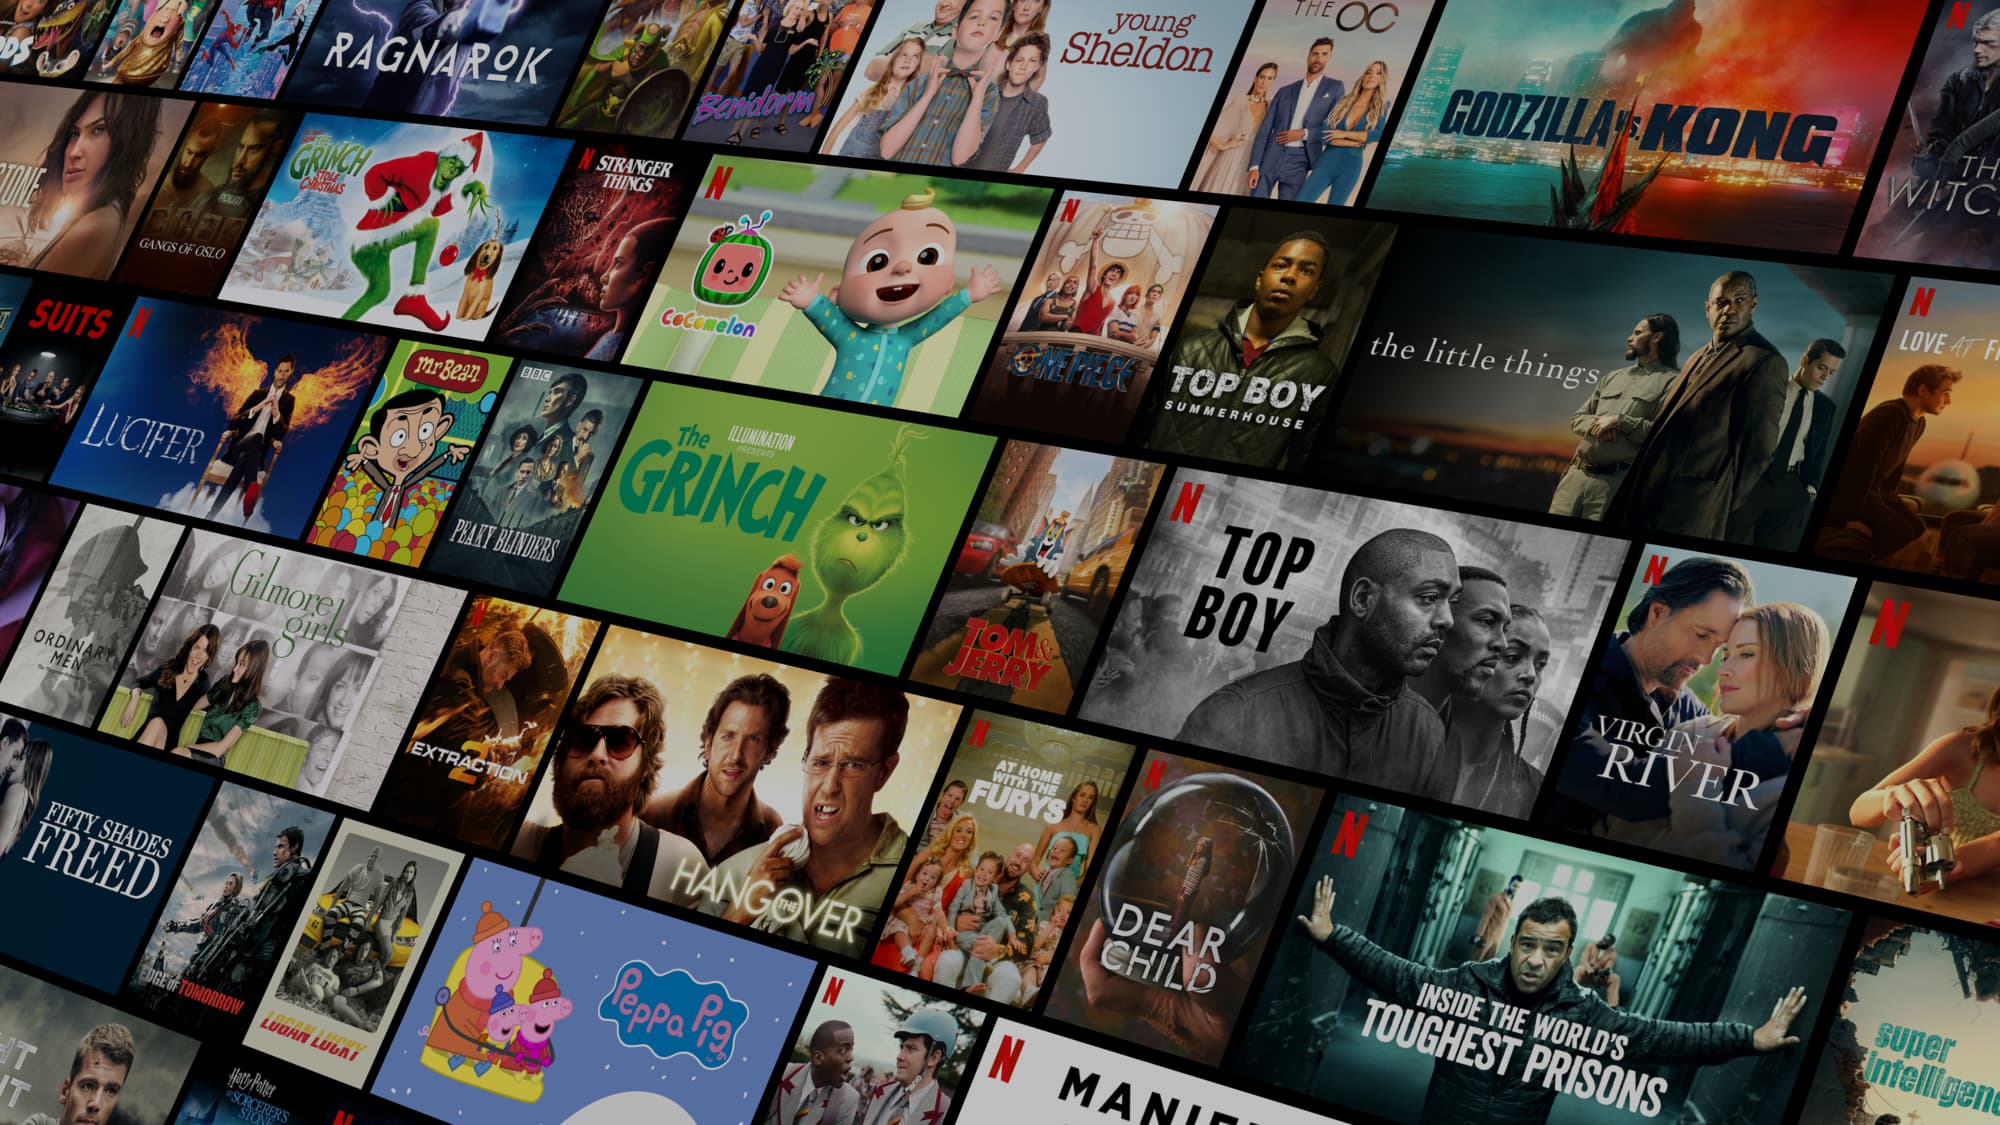 RAGNAROK
Benidorm
young
Sheldon
THE OC
GODZILLA
vs.
KONG
N
STONE
GANGS OF OSLO
POLITI
THE
GRINCH
STOLE
CHRISTMAS
N
STRANGER
THINGS
N
CoComelon
N
ONE PIECE
TOP BOY
SUMMERHOUSE
the little things
N
LOVE AT
SUITS
N
LUCIFER
Mr Bean
BBC
PEAKY BLINDERS
ILLUMINATION
PRESENTS
The
GRINCH
TOM &
JERRY
N
TOP
BOY
N
VIRGIN
RIVER
N
ORDINARY
MEN
Gilmore
girls
N
EXTRACTION
2
THE
HANGOVER
N
AT HOME
WITH THE
FURYS
N
DEAR
CHILD
N
INSIDE THE WORLD'S
TOUGHEST PRISONS
super
FIFTY SHADES
FREED
EDGE OF TOMORROW
LOGAN LUCKY
Peppa Pig
N
N
Harry Potter
SORCERER'S
STONE
N